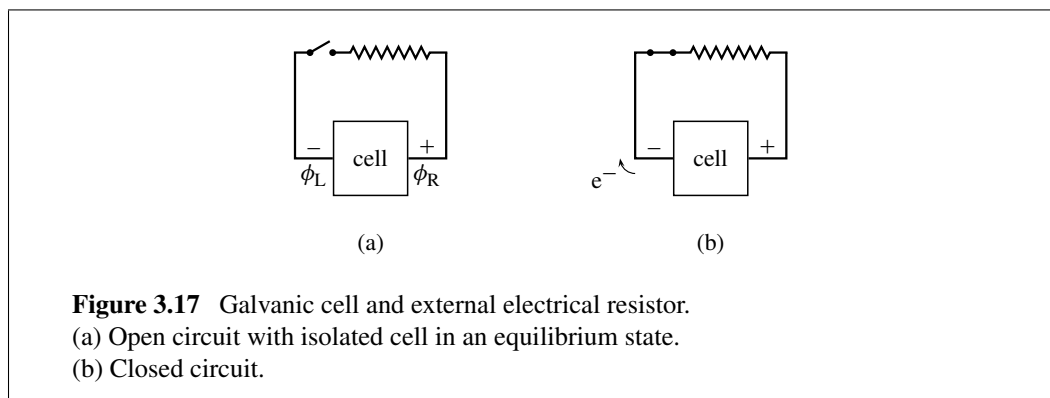 − cell +
ϕL ϕR
(a)
− cell +
e−
(b)
Figure 3.17 Galvanic cell and external electrical resistor.
(a) Open circuit with isolated cell in an equilibrium state.
(b) Closed circuit.